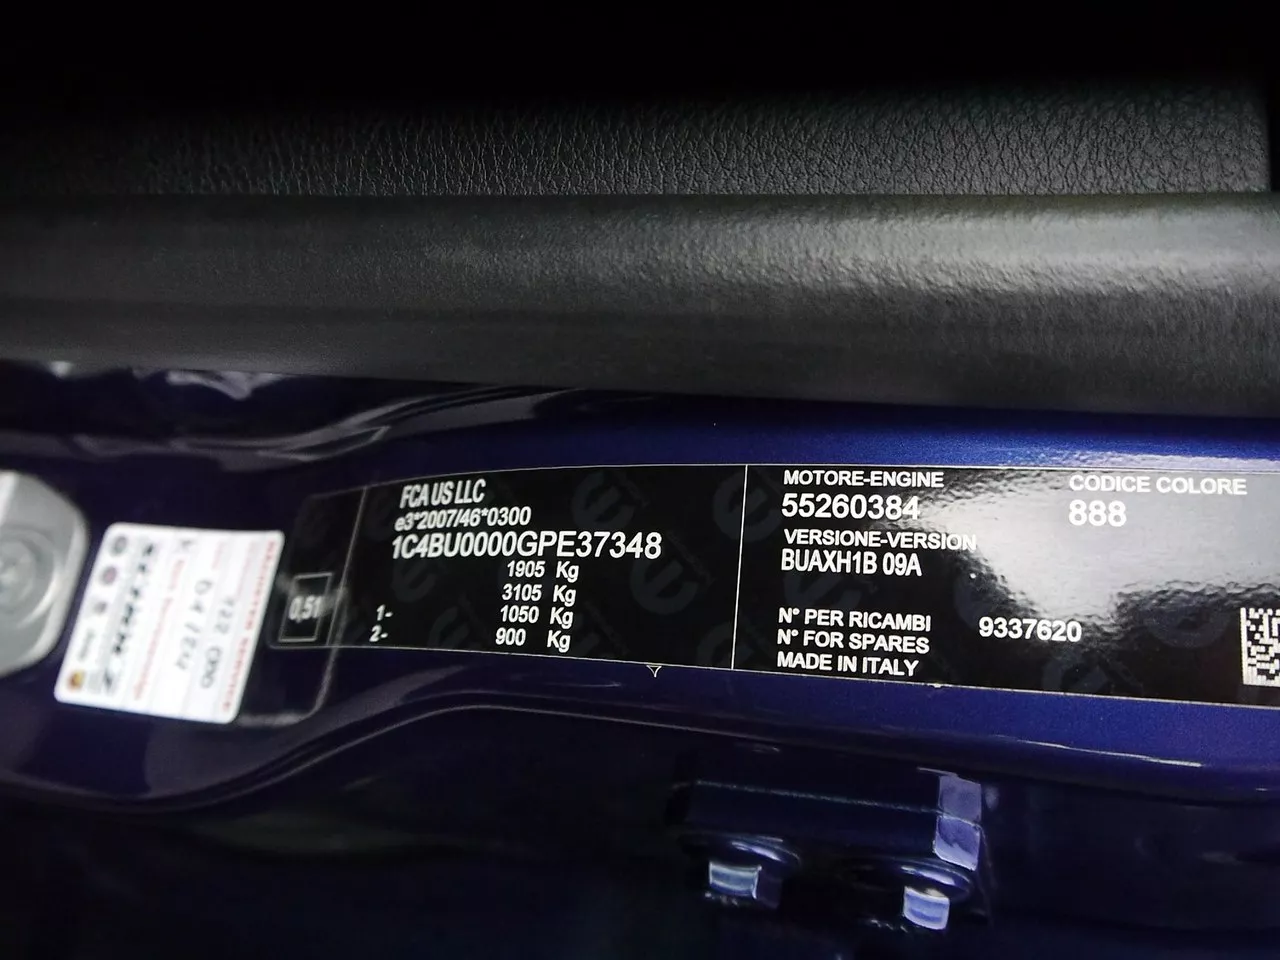 FCA US LLC
e3*2007/46*0300
1C4BU0000GPE37348
1905 Kg
3105 Kg
1- 1050 Kg
2- 900 Kg
0,51
MOTORE-ENGINE
55260384
VERSIONE-VERSION
BUAXH1B 09A
CODICE COLORE
888
N° PER RICAMBI
N° FOR SPARES
9337620
MADE IN ITALY